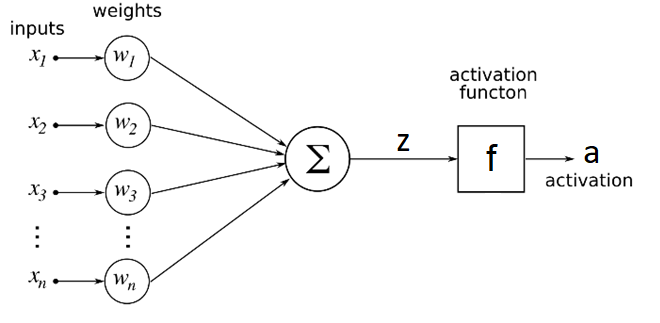 inputs
weights
x1
w1
x2
w2
x3
w3
⋮
⋮
xn
wn
Σ
z
activation
functon
f
a
activation